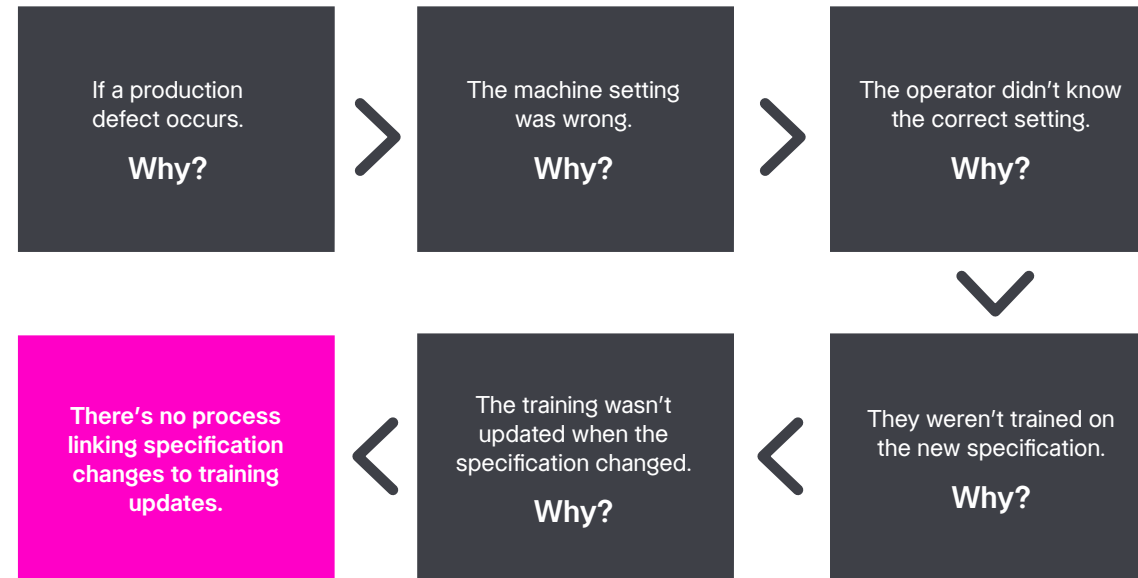 If a production
defect occurs.
Why?
The machine setting
was wrong.
Why?
The operator didn’t know
the correct setting.
Why?
They weren’t trained on
the new specification.
Why?
The training wasn’t
updated when the
specification changed.
Why?
There’s no process
linking specification
changes to training
updates.